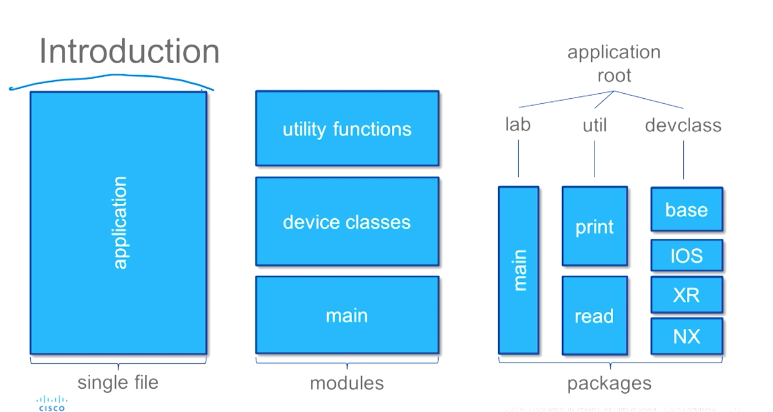 Introduction
application
single file
utility functions
device classes
main
modules
application
root
lab
util
devclass
main
print
read
base
IOS
XR
NX
packages
CISCO